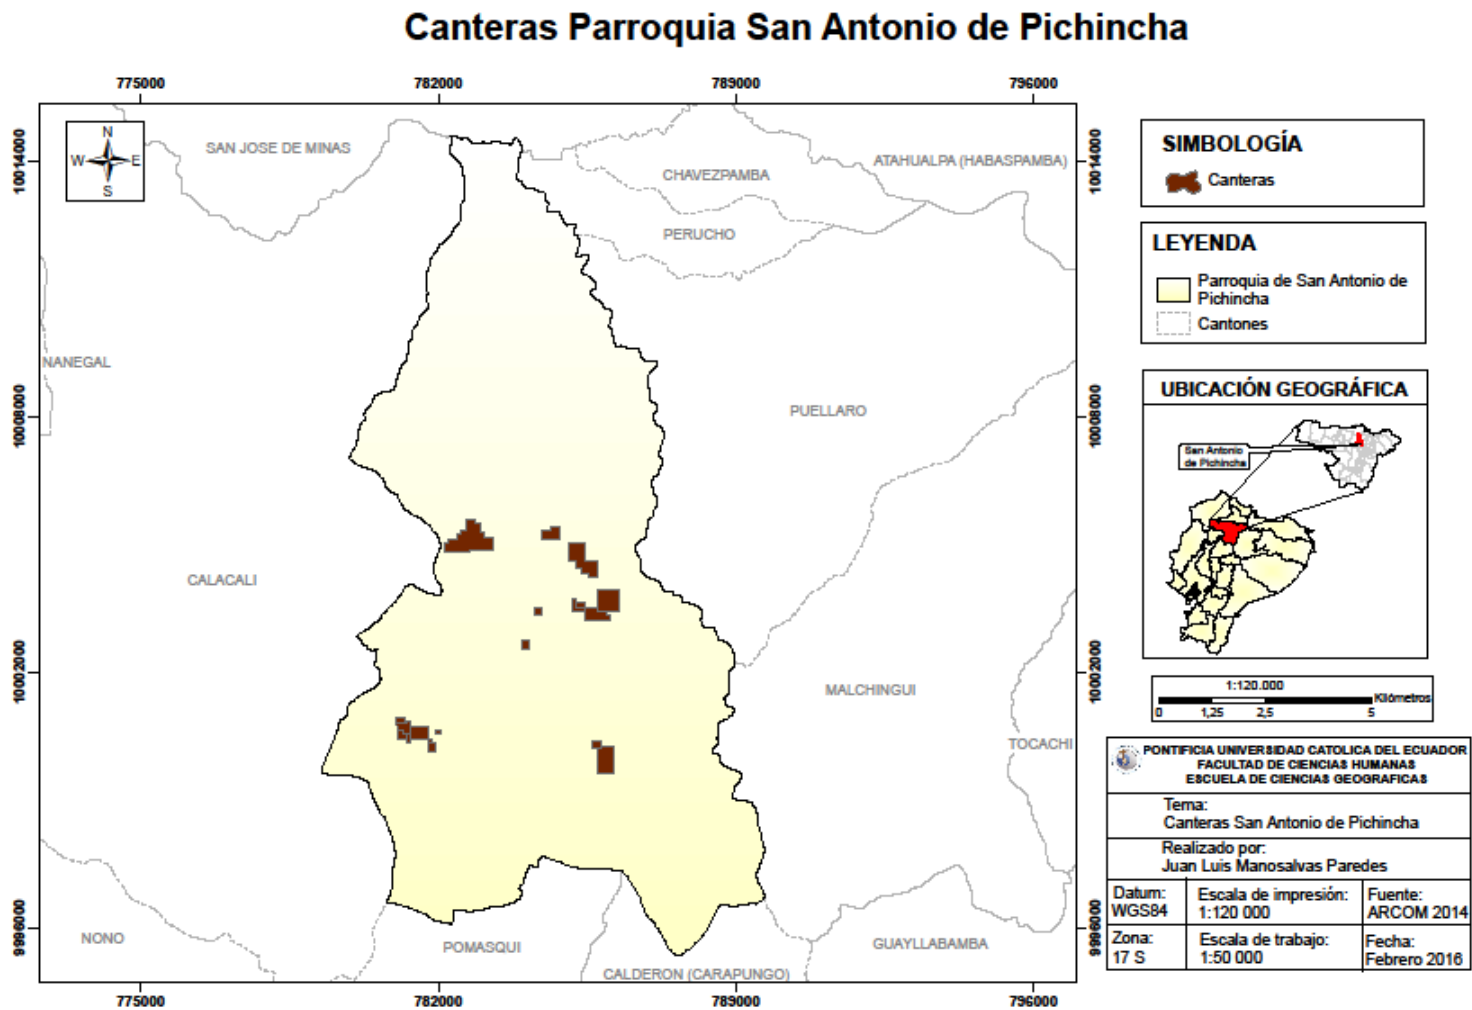 Canteras Parroquia San Antonio de Pichincha
775000
782000
789000
796000
N
W
E
S
10014000
10008000
10002000
9996000
SAN JOSE DE MINAS
CHAVEZPAMBA
ATAHUALPA (HABASPAMBA)
PERUCHO
NANEGAL
PUELLARO
CALACALI
MALCHINGUI
TOCACHI
NONO
POMASQUI
CALDERON (CARAPUNGO)
GUAYLLABAMBA
10014000
10008000
10002000
9996000
775000
782000
789000
796000
SIMBOLOGÍA
Canteras
LEYENDA
Parroquia de San Antonio de
Pichincha
Cantones
UBICACIÓN GEOGRÁFICA
San Antonio
de Pichincha
1:120.000
Kilómetros
0 1,25 2,5 5
PONTIFICIA UNIVERSIDAD CATOLICA DEL ECUADOR
FACULTAD DE CIENCIAS HUMANAS
ESCUELA DE CIENCIAS GEOGRAFICAS
Tema:
Canteras San Antonio de Pichincha
Realizado por:
Juan Luis Manosalvas Paredes
Datum:
WGS84
Escala de impresión:
1:120 000
Fuente:
ARCOM 2014
Zona:
17 S
Escala de trabajo:
1:50 000
Fecha:
Febrero 2016